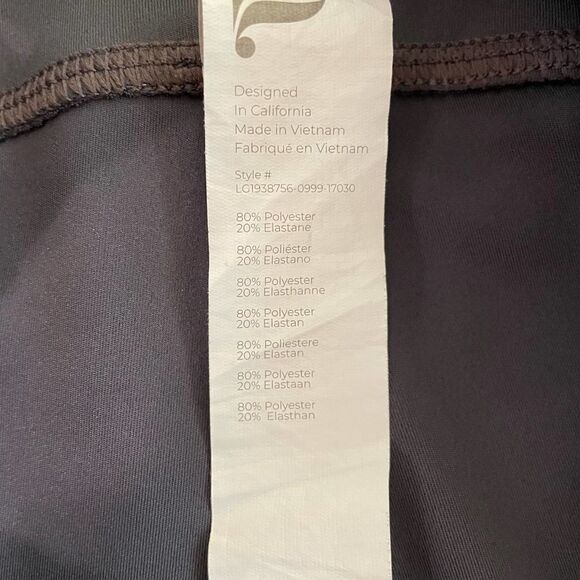 Designed
In California
Made in Vietnam
Fabriqué en Vietnam
Style #
LG1938756-0999-17030
80% Polyester
20% Elastane
80% Poliéster
20% Elastano
80% Polyester
20% Elasthanne
80% Polyester
20% Elastan
80% Poliestere
20% Elastan
80% Polyester
20% Elastaan
80% Polyester
20% Elasthan